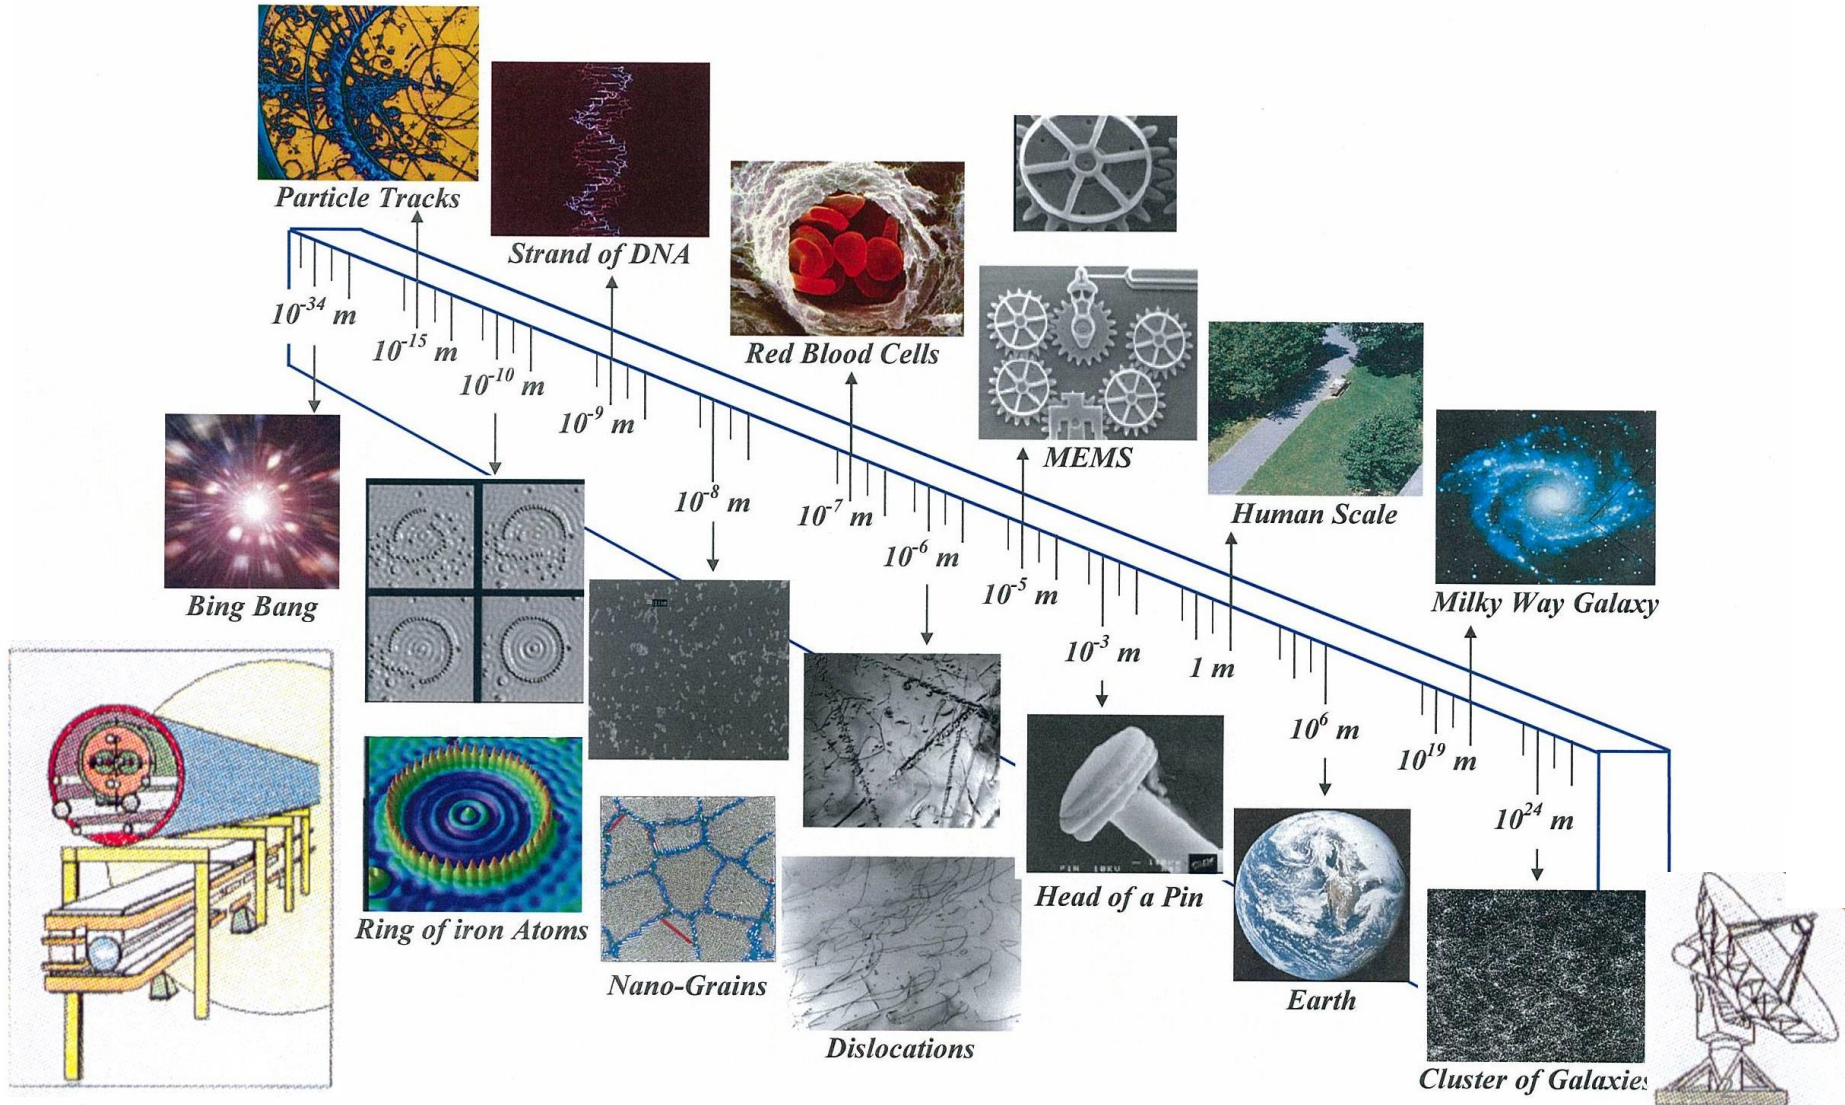 Particle Tracks
Strand of DNA
Red Blood Cells
MEMS
Human Scale
Milky Way Galaxy
10⁻³⁴ m
10⁻¹⁵ m
10⁻¹⁰ m
10⁻⁹ m
10⁻⁸ m
10⁻⁷ m
10⁻⁶ m
10⁻⁵ m
10⁻³ m
1 m
10⁶ m
10¹⁹ m
10²⁴ m
Bing Bang
Ring of iron Atoms
Nano-Grains
Dislocations
PIN 10KV
Head of a Pin
Earth
Cluster of Galaxies